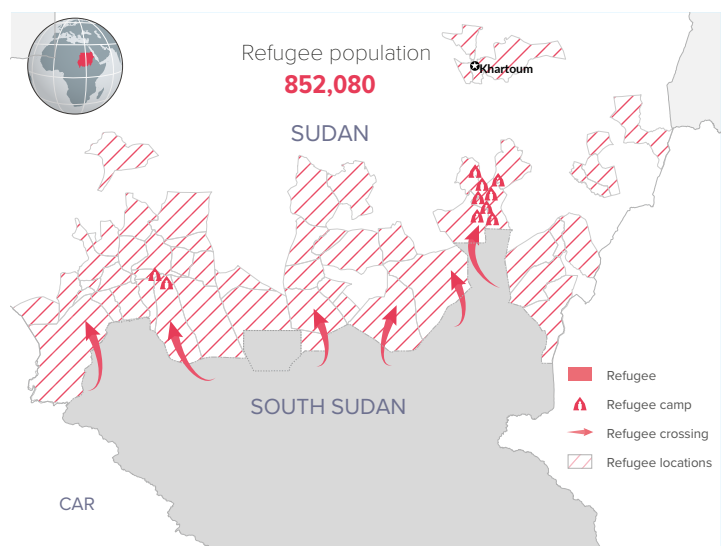 Refugee population
852,080
Khartoum
SUDAN
SOUTH SUDAN
CAR
Refugee
Refugee camp
Refugee crossing
Refugee locations